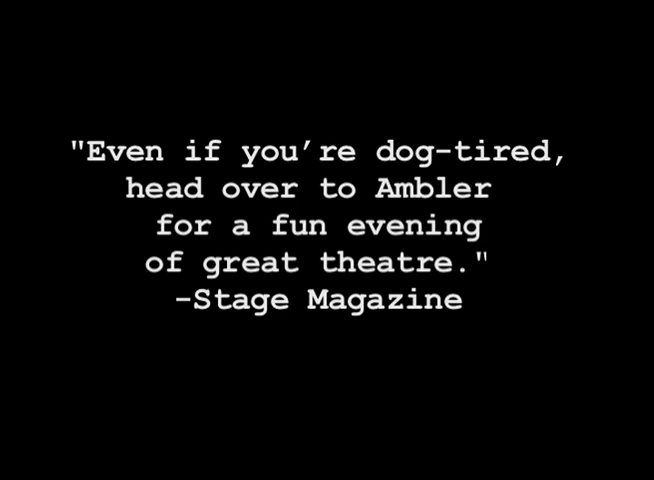 "Even if you’re dog-tired,
head over to Ambler
for a fun evening
of great theatre."
-Stage Magazine